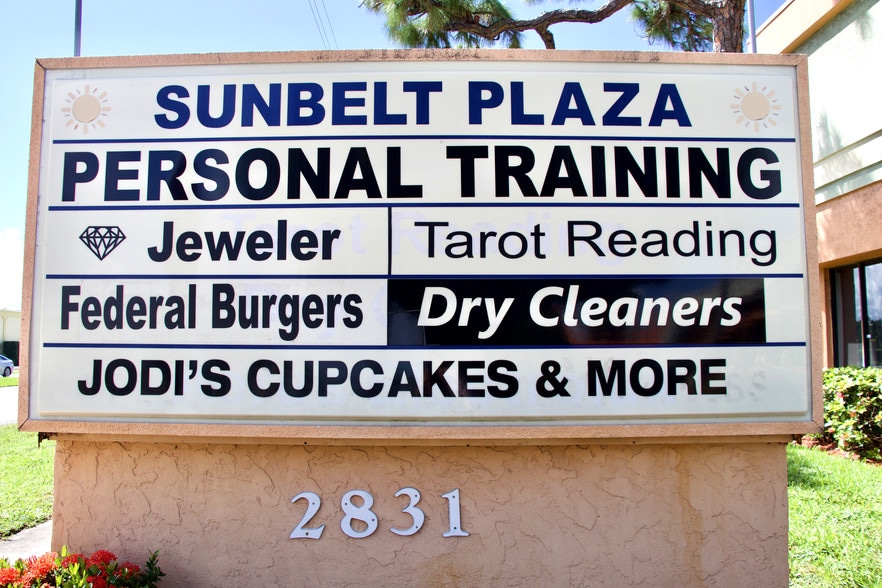 SUNBELT PLAZA
PERSONAL TRAINING
Jeweler
Tarot Reading
Federal Burgers
Dry Cleaners
JODI'S CUPCAKES & MORE
2831